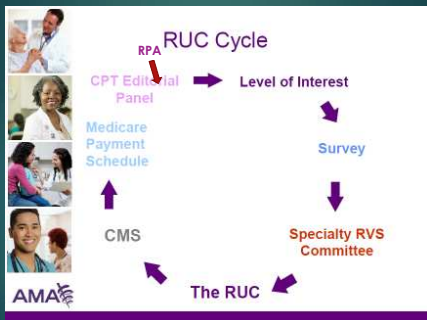 RUC Cycle
RPA
CPT Editorial
Panel
Level of Interest
Medicare
Payment
Schedule
Survey
CMS
Specialty RVS
Committee
The RUC
AMA